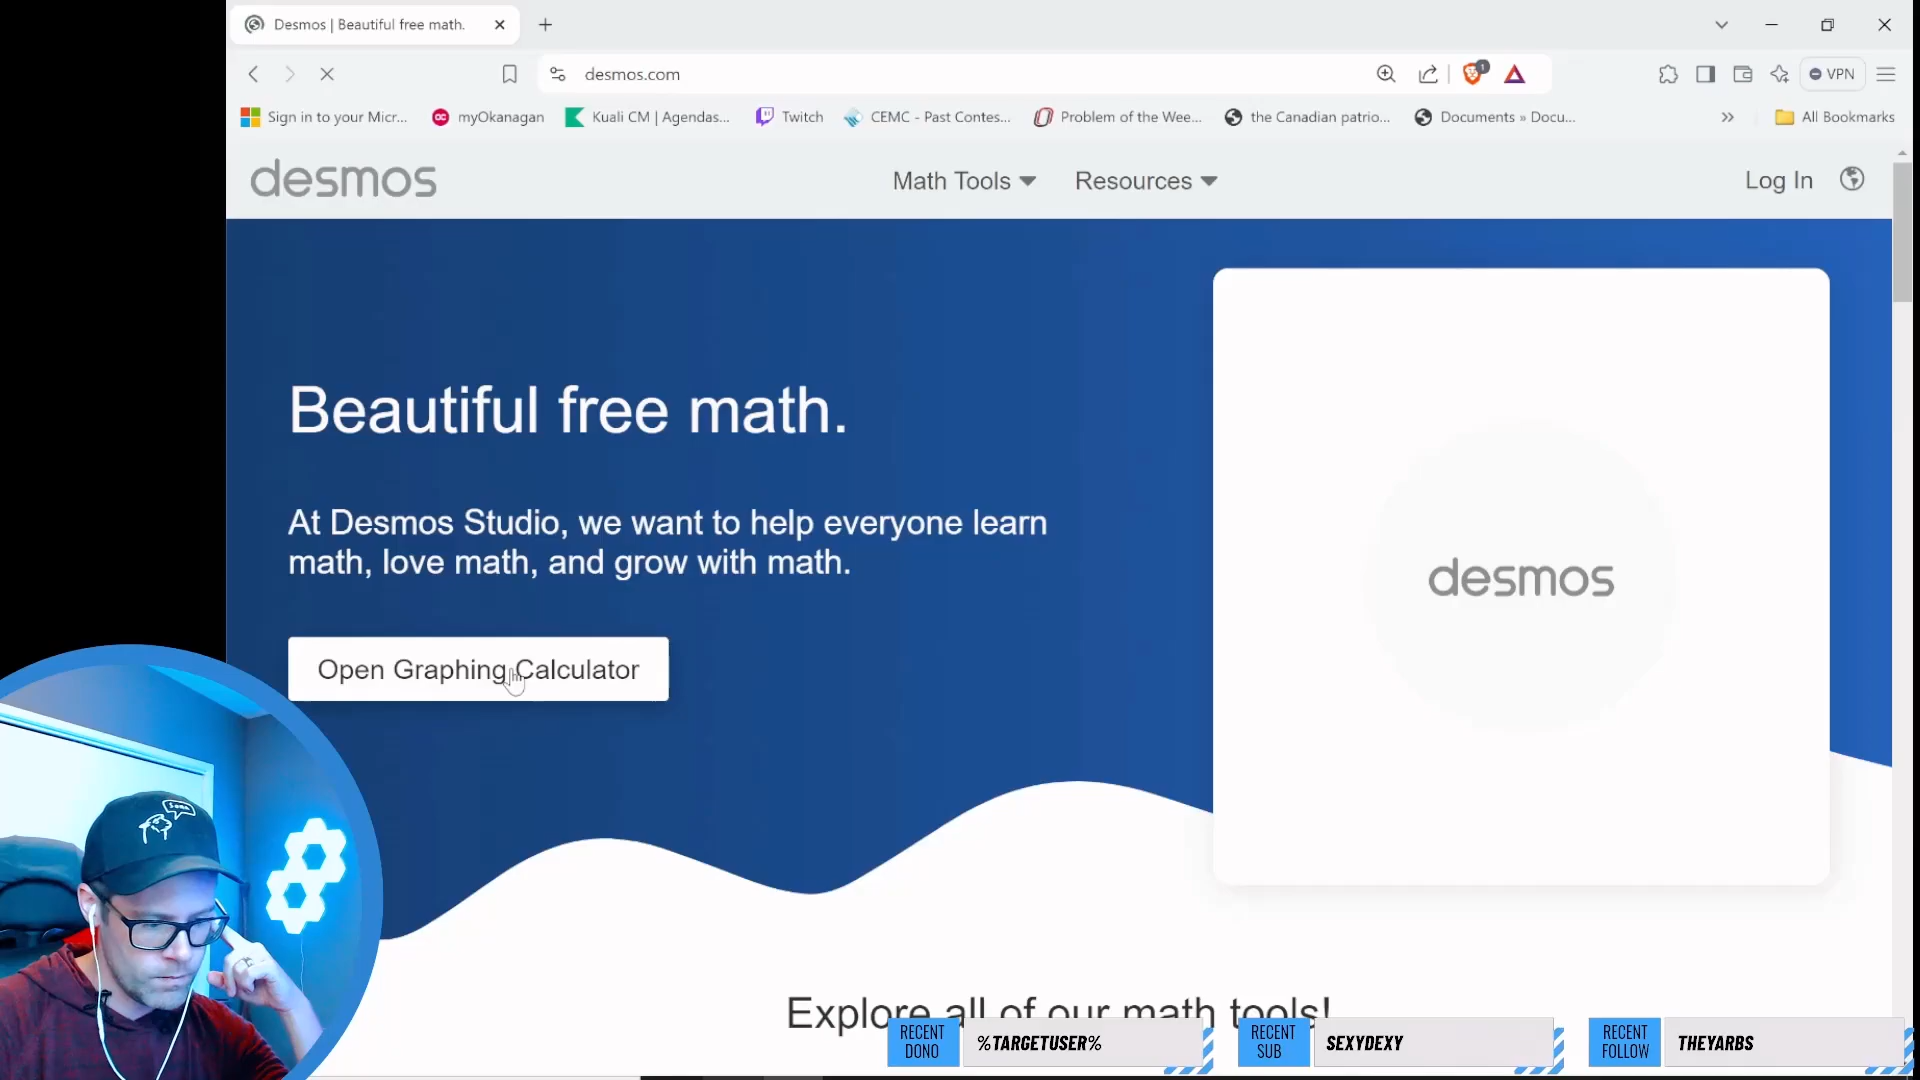 Desmos | Beautiful free math.
desmos.com
1
VPN
Sign in to your Micr...
myOkanagan
Kuali CM | Agendas...
Twitch
CEMC - Past Contes...
Problem of the Wee...
the Canadian patrio...
Documents » Docu...
All Bookmarks
desmos
Math Tools
Resources
Log In
Beautiful free math.
At Desmos Studio, we want to help everyone learn
math, love math, and grow with math.
Open Graphing Calculator
desmos
Explore all of our math tools!
RECENT
DONO
%TARGETUSER%
RECENT
SUB
SEXYDEXY
RECENT
FOLLOW
THEYARBS